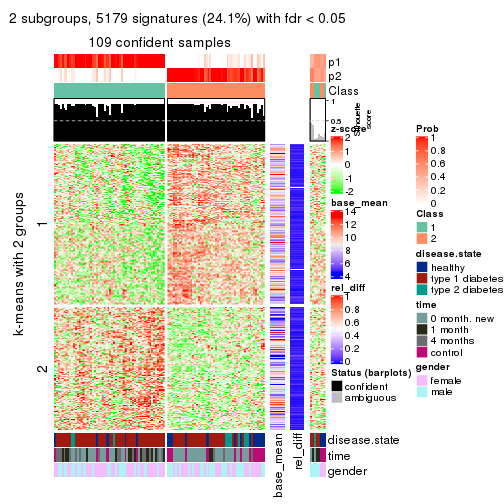 2 subgroups, 5179 signatures (24.1%) with fdr < 0.05
109 confident samples
p1
p2
Class
1
0.5
0
Silhouette
score
k-means with 2 groups
1
2
z-score
2
1
0
-1
-2
base_mean
14
12
10
8
6
4
rel_diff
1
0.8
0.6
0.4
0.2
0
Status (barplots)
confident
ambiguous
Prob
1
0.8
0.6
0.4
0.2
0
Class
1
2
disease.state
healthy
type 1 diabetes
type 2 diabetes
time
0 month. new
1 month
4 months
control
gender
female
male
disease.state
time
gender
base_mean
rel_diff